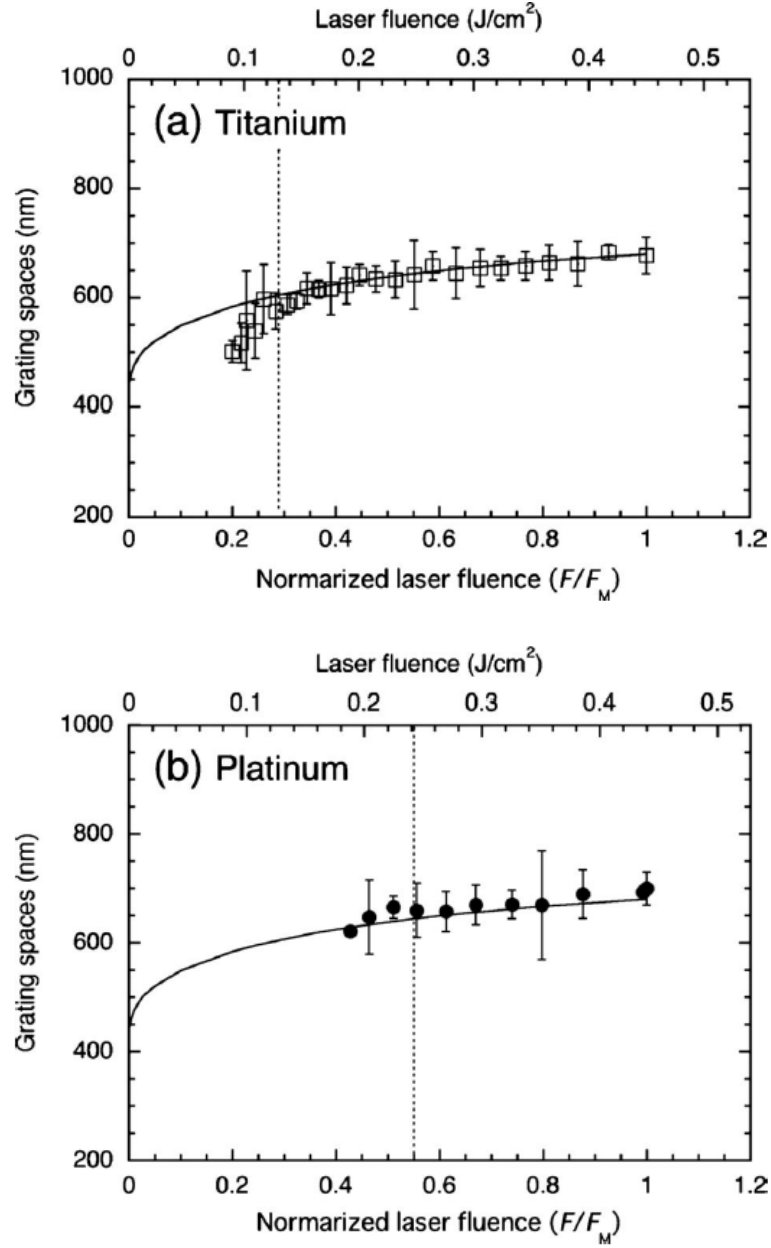 Laser fluence (J/cm²)
0 0.1 0.2 0.3 0.4 0.5
1000
(a) Titanium
800
Grating spaces (nm)
600
400
200
0 0.2 0.4 0.6 0.8 1 1.2
Normarized laser fluence (F/F_M)
Laser fluence (J/cm²)
0 0.1 0.2 0.3 0.4 0.5
1000
(b) Platinum
800
Grating spaces (nm)
600
400
200
0 0.2 0.4 0.6 0.8 1 1.2
Normarized laser fluence (F/F_M)